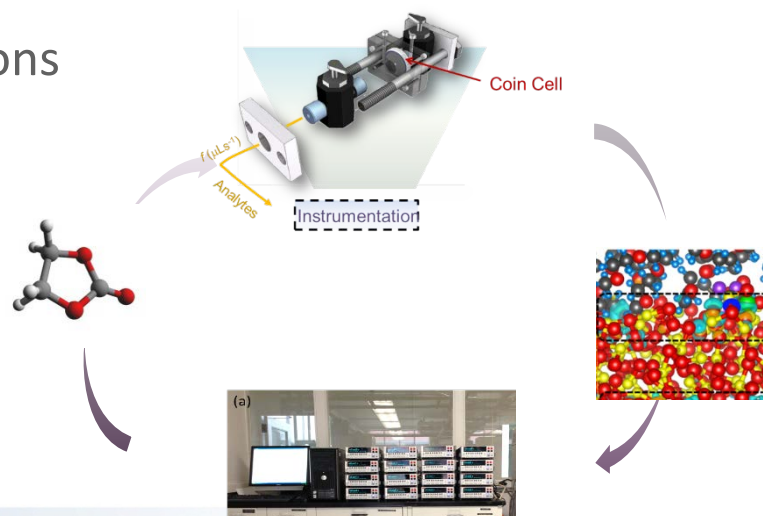 ons
Coin Cell
f (μLs⁻¹)
Analytes
Instrumentation
(a)